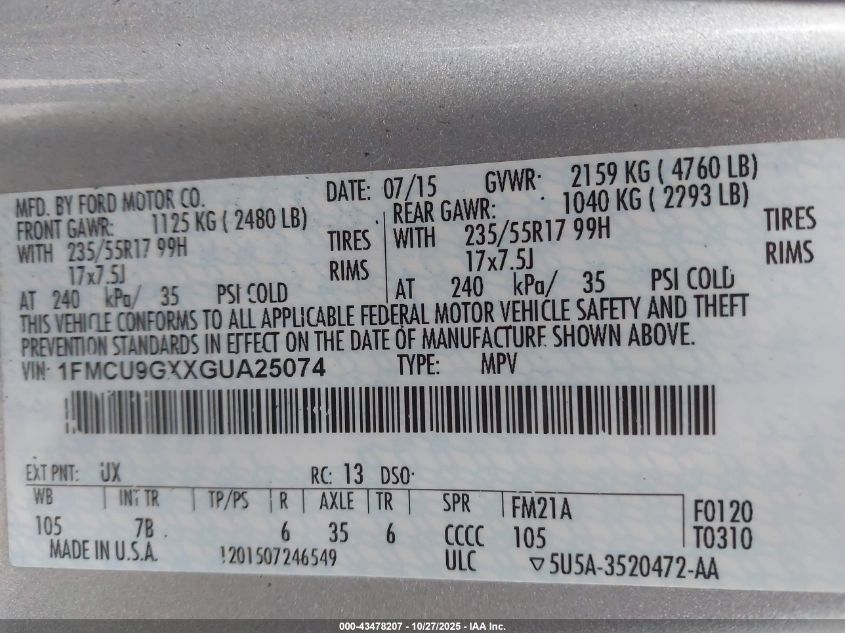 MFD. BY FORD MOTOR CO. DATE: 07/15 GVWR: 2159 KG ( 4760 LB)
FRONT GAWR: 1125 KG ( 2480 LB) REAR GAWR: 1040 KG ( 2293 LB)
WITH 235/55R17 99H TIRES WITH 235/55R17 99H TIRES
17x7.5J RIMS 17x7.5J RIMS
AT 240 kPa/ 35 PSI COLD AT 240 kPa/ 35 PSI COLD
THIS VEHICLE CONFORMS TO ALL APPLICABLE FEDERAL MOTOR VEHICLE SAFETY AND THEFT
PREVENTION STANDARDS IN EFFECT ON THE DATE OF MANUFACTURE SHOWN ABOVE.
VIN: 1FMCU9GXXGUA25074 TYPE: MPV
EXT PNT: UX RC: 13 DSO:
WB INT TR TP/PS R AXLE TR SPR FM21A F0120
105 7B 6 35 6 CCCC 105 T0310
MADE IN U.S.A. 1201507246549 ULC ▽5U5A-3520472-AA
000-43478207 - 10/27/2025 - IAA Inc.